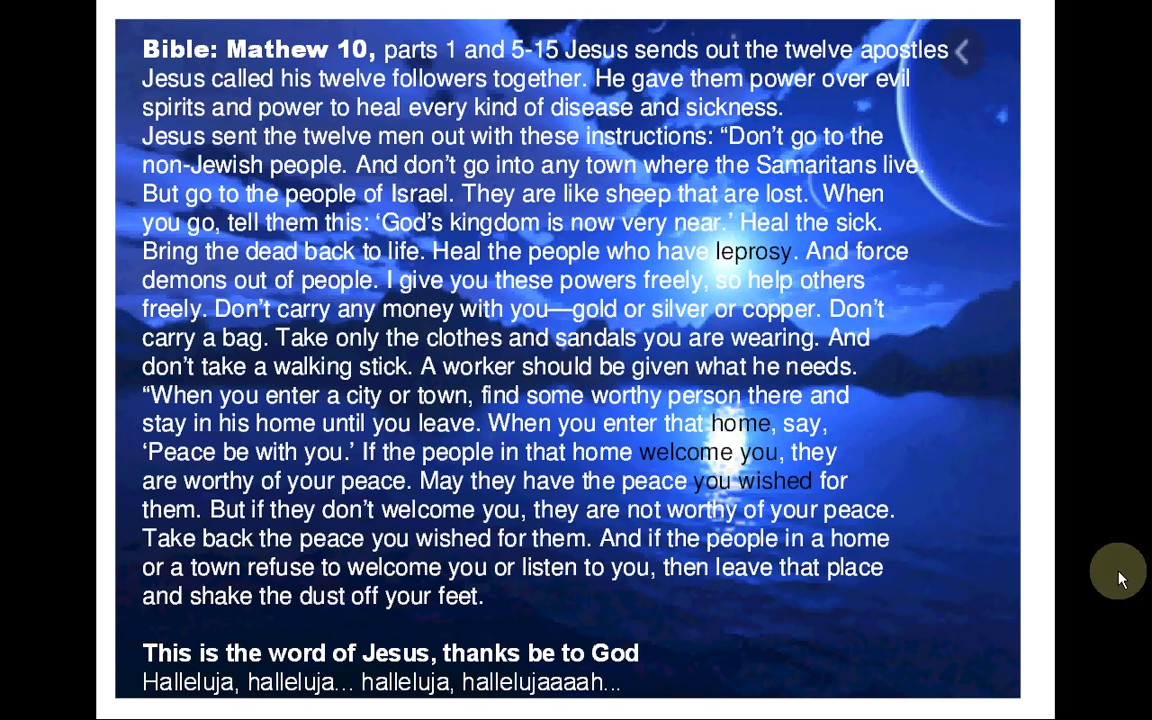 Bible: Mathew 10, parts 1 and 5-15 Jesus sends out the twelve apostles
Jesus called his twelve followers together. He gave them power over evil
spirits and power to heal every kind of disease and sickness.
Jesus sent the twelve men out with these instructions: “Don’t go to the
non-Jewish people. And don’t go into any town where the Samaritans live.
But go to the people of Israel. They are like sheep that are lost. When
you go, tell them this: ‘God’s kingdom is now very near.’ Heal the sick.
Bring the dead back to life. Heal the people who have leprosy. And force
demons out of people. I give you these powers freely, so help others
freely. Don’t carry any money with you—gold or silver or copper. Don’t
carry a bag. Take only the clothes and sandals you are wearing. And
don’t take a walking stick. A worker should be given what he needs.
“When you enter a city or town, find some worthy person there and
stay in his home until you leave. When you enter that home, say,
‘Peace be with you.’ If the people in that home welcome you, they
are worthy of your peace. May they have the peace you wished for
them. But if they don’t welcome you, they are not worthy of your peace.
Take back the peace you wished for them. And if the people in a home
or a town refuse to welcome you or listen to you, then leave that place
and shake the dust off your feet.
This is the word of Jesus, thanks be to God
Halleluja, halleluja... halleluja, hallelujaaaah...